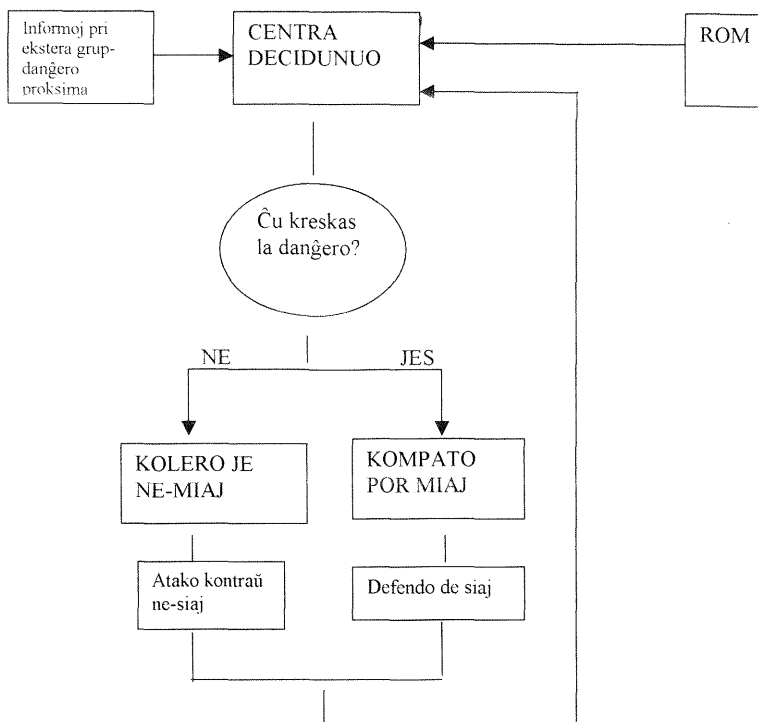 Informoj pri
ekstera grup-
danĝero
proksima
CENTRA
DECIDUNUO
ROM
Ĉu kreskas
la danĝero?
NE
JES
KOLERO JE
NE-MIAJ
KOMPATO
POR MIAJ
Atako kontraŭ
ne-siaj
Defendo de siaj